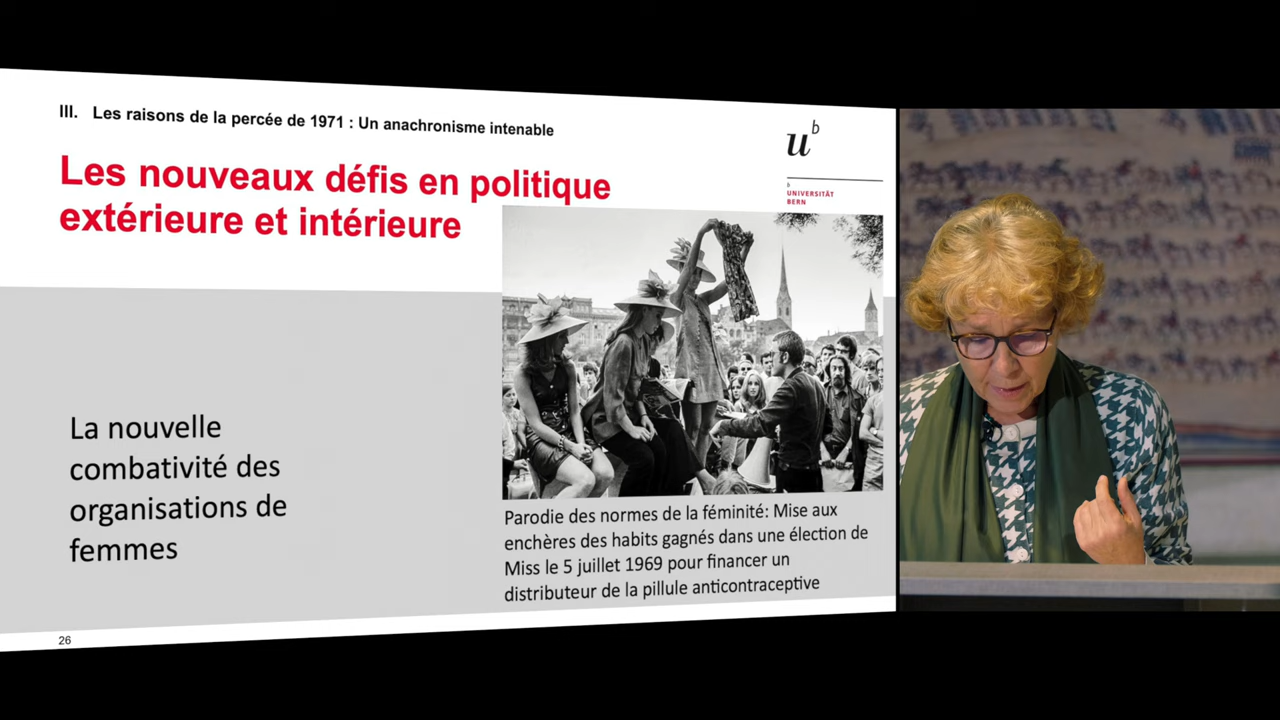 III. Les raisons de la percée de 1971 : Un anachronisme intenable
Les nouveaux défis en politique
extérieure et intérieure
u
b
b
UNIVERSITÄT
BERN
La nouvelle
combativité des
organisations de
femmes
Parodie des normes de la féminité: Mise aux
enchères des habits gagnés dans une élection de
Miss le 5 juillet 1969 pour financer un
distributeur de la pillule anticontraceptive
26